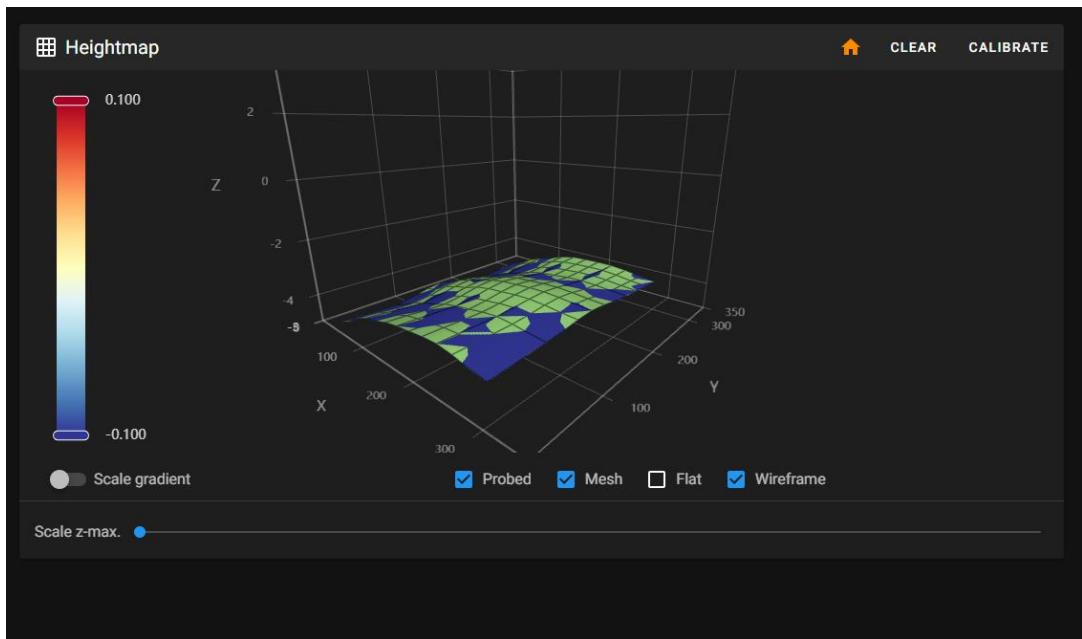 Heightmap
CLEAR
CALIBRATE
0.100
2
Z
0
-2
-4
350
300
100
200
200
X
Y
100
-0.100
300
Scale gradient
Probed
Mesh
Flat
Wireframe
Scale z-max.